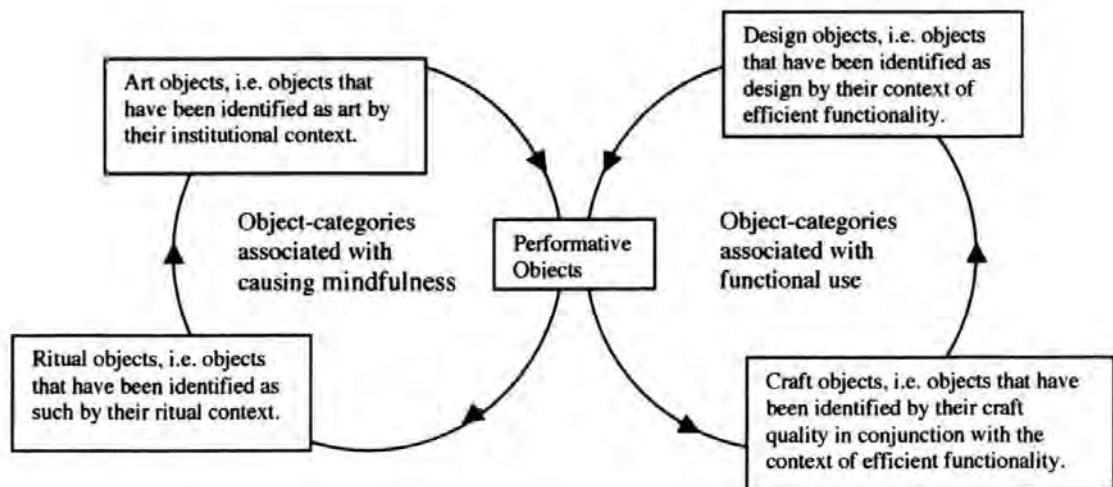 Art objects, i.e. objects that
have been identified as art by
their institutional context.
Design objects, i.e. objects
that have been identified as
design by their context of
efficient functionality.
Object-categories
associated with
causing mindfulness
Performative
Objects
Object-categories
associated with
functional use
Ritual objects, i.e. objects
that have been identified as
such by their ritual context.
Craft objects, i.e. objects that have
been identified by their craft
quality in conjunction with the
context of efficient functionality.